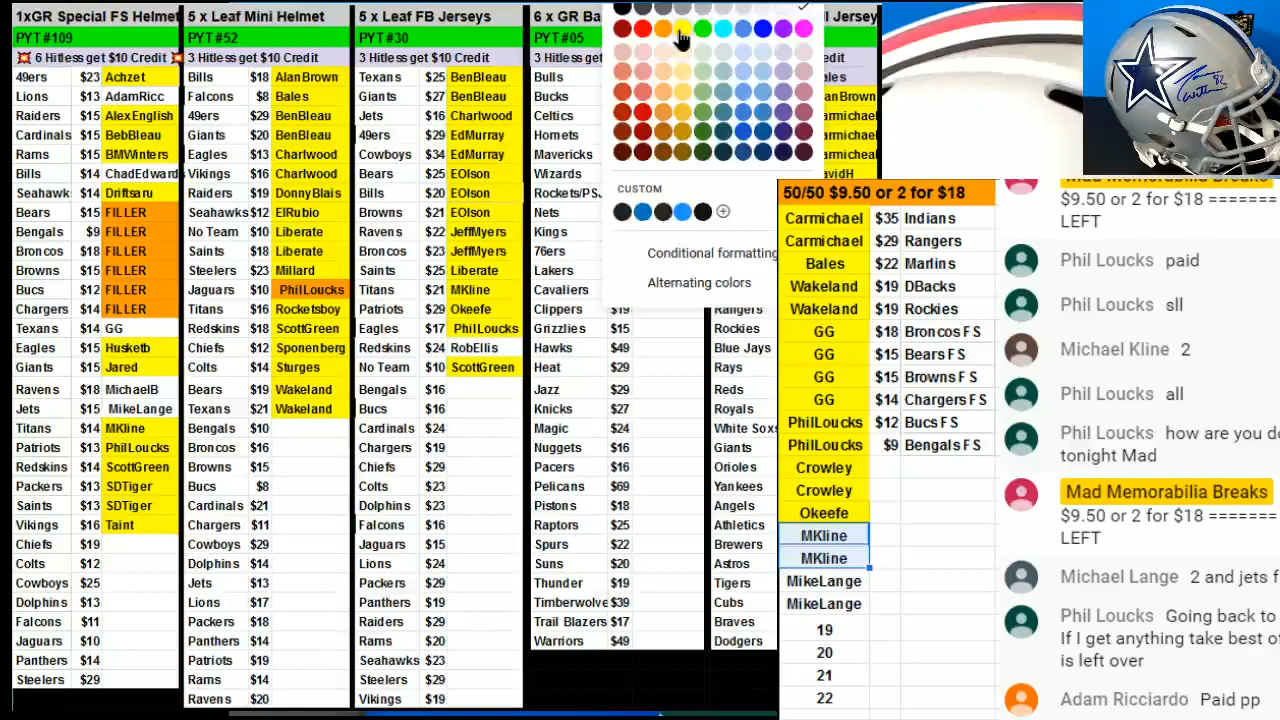 1xGR Special FS Helmet
PYT #109
6 Hitless get $10 Credit
49ers $23 Achzet
Lions $13 AdamRicc
Raiders $15 AlexEnglish
Cardinals $15 BebBleau
Rams $15 BMWinters
Bills $14 ChadEdwards
Seahawk $14 Driftsaru
Bears $15 FILLER
Bengals $9 FILLER
Broncos $18 FILLER
Browns $15 FILLER
Bucs $12 FILLER
Chargers $14 FILLER
Texans $14 GG
Eagles $15 Husketb
Giants $15 Jared
Ravens $18 MichaelB
Jets $15 MikeLange
Titans $14 MKline
Patriots $13 PhilLoucks
Redskins $14 ScottGreen
Packers $13 SDTiger
Saints $13 SDTiger
Vikings $16 Taint
Chiefs $19
Colts $12
Cowboys $25
Dolphins $13
Falcons $11
Jaguars $10
Panthers $14
Steelers $29
5 x Leaf Mini Helmet
PYT #52
3 Hitless get $10 Credit
Bills $18 AlanBrown
Falcons $8 Bales
49ers $29 BenBleau
Giants $20 BenBleau
Eagles $13 Charlwood
Vikings $16 Charlwood
Raiders $19 DonnyBlais
Seahawks $12 ElRubio
No Team $10 Liberate
Saints $18 Liberate
Steelers $23 Millard
Jaguars $10 PhilLoucks
Titans $16 Rocketsboy
Redskins $18 ScottGreen
Chiefs $12 Sponenberg
Colts $14 Sturges
Bears $19 Wakeland
Texans $21 Wakeland
Bengals $10
Broncos $16
Browns $15
Bucs $8
Cardinals $21
Chargers $11
Cowboys $29
Dolphins $14
Jets $13
Lions $17
Packers $18
Panthers $14
Patriots $19
Rams $14
Ravens $20
5 x Leaf FB Jerseys
PYT #30
3 Hitless get $10 Credit
Texans $25 BenBleau
Giants $27 BenBleau
Jets $16 Charlwood
49ers $29 EdMurray
Cowboys $34 EdMurray
Bears $25 EOlson
Bills $20 EOlson
Browns $21 EOlson
Ravens $22 JeffMyers
Broncos $23 JeffMyers
Saints $25 Liberate
Titans $21 MKline
Patriots $29 Okeefe
Eagles $17 PhilLoucks
Redskins $24 RobEllis
No Team $10 ScottGreen
Bengals $16
Bucs $16
Cardinals $24
Chargers $19
Chiefs $29
Colts $23
Dolphins $23
Falcons $16
Jaguars $15
Lions $24
Packers $29
Panthers $19
Raiders $29
Rams $20
Seahawks $23
Steelers $29
Vikings $19
6 x GR Ba
PYT #05
3 Hitless
Bulls
Bucks
Celtics
Hornets
Mavericks
Wizards
Rockets/PSJ
Nets
Kings
76ers
Lakers
Cavaliers
Clippers $19
Grizzlies $15
Hawks $49
Heat $29
Jazz $29
Knicks $27
Magic $24
Nuggets $16
Pacers $16
Pelicans $69
Pistons $18
Raptors $25
Spurs $22
Suns $20
Thunder $19
Timberwolve $39
Trail Blazers $17
Warriors $49
CUSTOM
Conditional formatting
Alternating colors
Rangers
Rockies
Blue Jays
Rays
Reds
Royals
White Soxs
Giants
Orioles
Yankees
Angels
Athletics
Brewers
Astros
Tigers
Cubs
Braves
Dodgers
l Jersey
ales
anBrown
armichael
armicheal
avidH
50/50 $9.50 or 2 for $18
Carmichael $35 Indians
Carmichael $29 Rangers
Bales $22 Marlins
Wakeland $19 DBacks
Wakeland $19 Rockies
GG $18 Broncos F S
GG $15 Bears F S
GG $15 Browns F S
GG $14 Chargers F S
PhilLoucks $12 Bucs F S
PhilLoucks $9 Bengals F S
Crowley
Crowley
Okeefe
MKline
MKline
MikeLange
MikeLange
19
20
21
22
Mad Memorabilia Breaks
$9.50 or 2 for $18 =======
LEFT
Phil Loucks paid
Phil Loucks sll
Michael Kline 2
Phil Loucks all
Phil Loucks how are you do
tonight Mad
Mad Memorabilia Breaks
$9.50 or 2 for $18 =======
LEFT
Michael Lange 2 and jets f
Phil Loucks Going back to
If I get anything take best of
is left over
Adam Ricciardo Paid pp